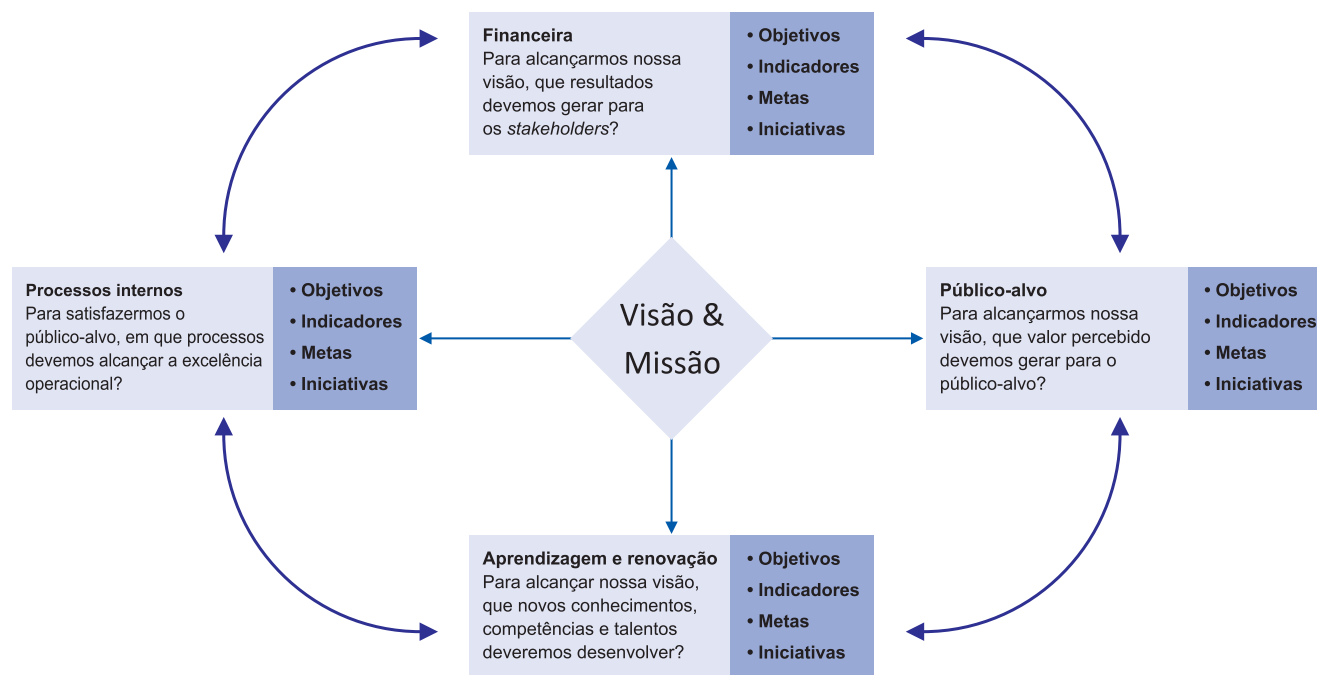 Financeira
Para alcançarmos nossa
visão, que resultados
devemos gerar para
os stakeholders?
• Objetivos
• Indicadores
• Metas
• Iniciativas
Processos internos
Para satisfazermos o
público-alvo, em que processos
devemos alcançar a excelência
operacional?
• Objetivos
• Indicadores
• Metas
• Iniciativas
Visão &
Missão
Público-alvo
Para alcançarmos nossa
visão, que valor percebido
devemos gerar para o
público-alvo?
• Objetivos
• Indicadores
• Metas
• Iniciativas
Aprendizagem e renovação
Para alcançar nossa visão,
que novos conhecimentos,
competências e talentos
deveremos desenvolver?
• Objetivos
• Indicadores
• Metas
• Iniciativas